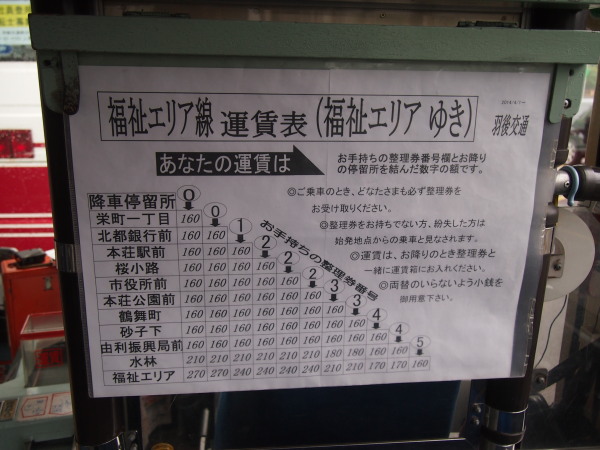 福祉エリア線 運賃表 (福祉エリア ゆき)
羽後交通
あなたの運賃は
お手持ちの整理券番号欄とお降り
の停留所を結んだ数字の額です。
◎ご乗車のとき、どなたさまも必ず整理券を
お受け取りください。
◎整理券をお持ちでない方、紛失した方は
始発地点からの乗車と見なされます。
◎運賃は、お降りのとき整理券と
一緒に運賃箱にお入れください。
◎両替のいらないよう小銭を
御用意下さい。
お手持ちの整理券番号
降車停留所 0
栄町一丁目 160 0
北都銀行前 160 160 1
本荘駅前 160 160 160 2
桜小路 160 160 160 160 2
市役所前 160 160 160 160 160 2
本荘公園前 160 160 160 160 160 160 3
鶴舞町 160 160 160 160 160 160 160 3
砂子下 160 160 160 160 160 160 160 160 4
由利振興局前 160 160 160 160 160 160 160 160 160 4
水林 210 210 210 210 210 210 180 180 160 160 5
福祉エリア 270 270 240 240 240 240 210 210 170 170 160